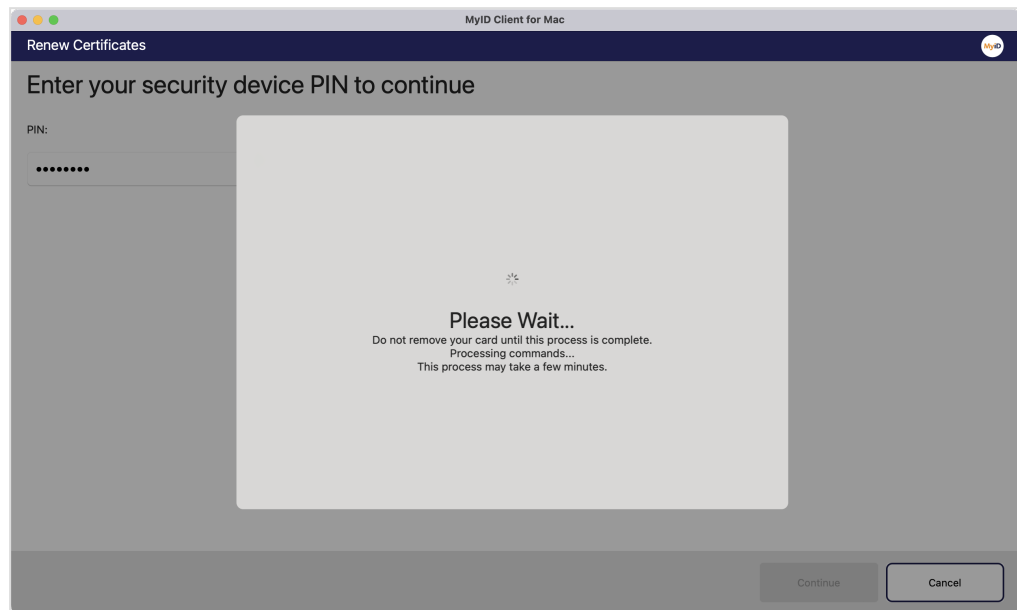 MyID Client for Mac
Renew Certificates
MyID
Enter your security device PIN to continue
PIN:
••••••••
Please Wait...
Do not remove your card until this process is complete.
Processing commands...
This process may take a few minutes.
Continue
Cancel